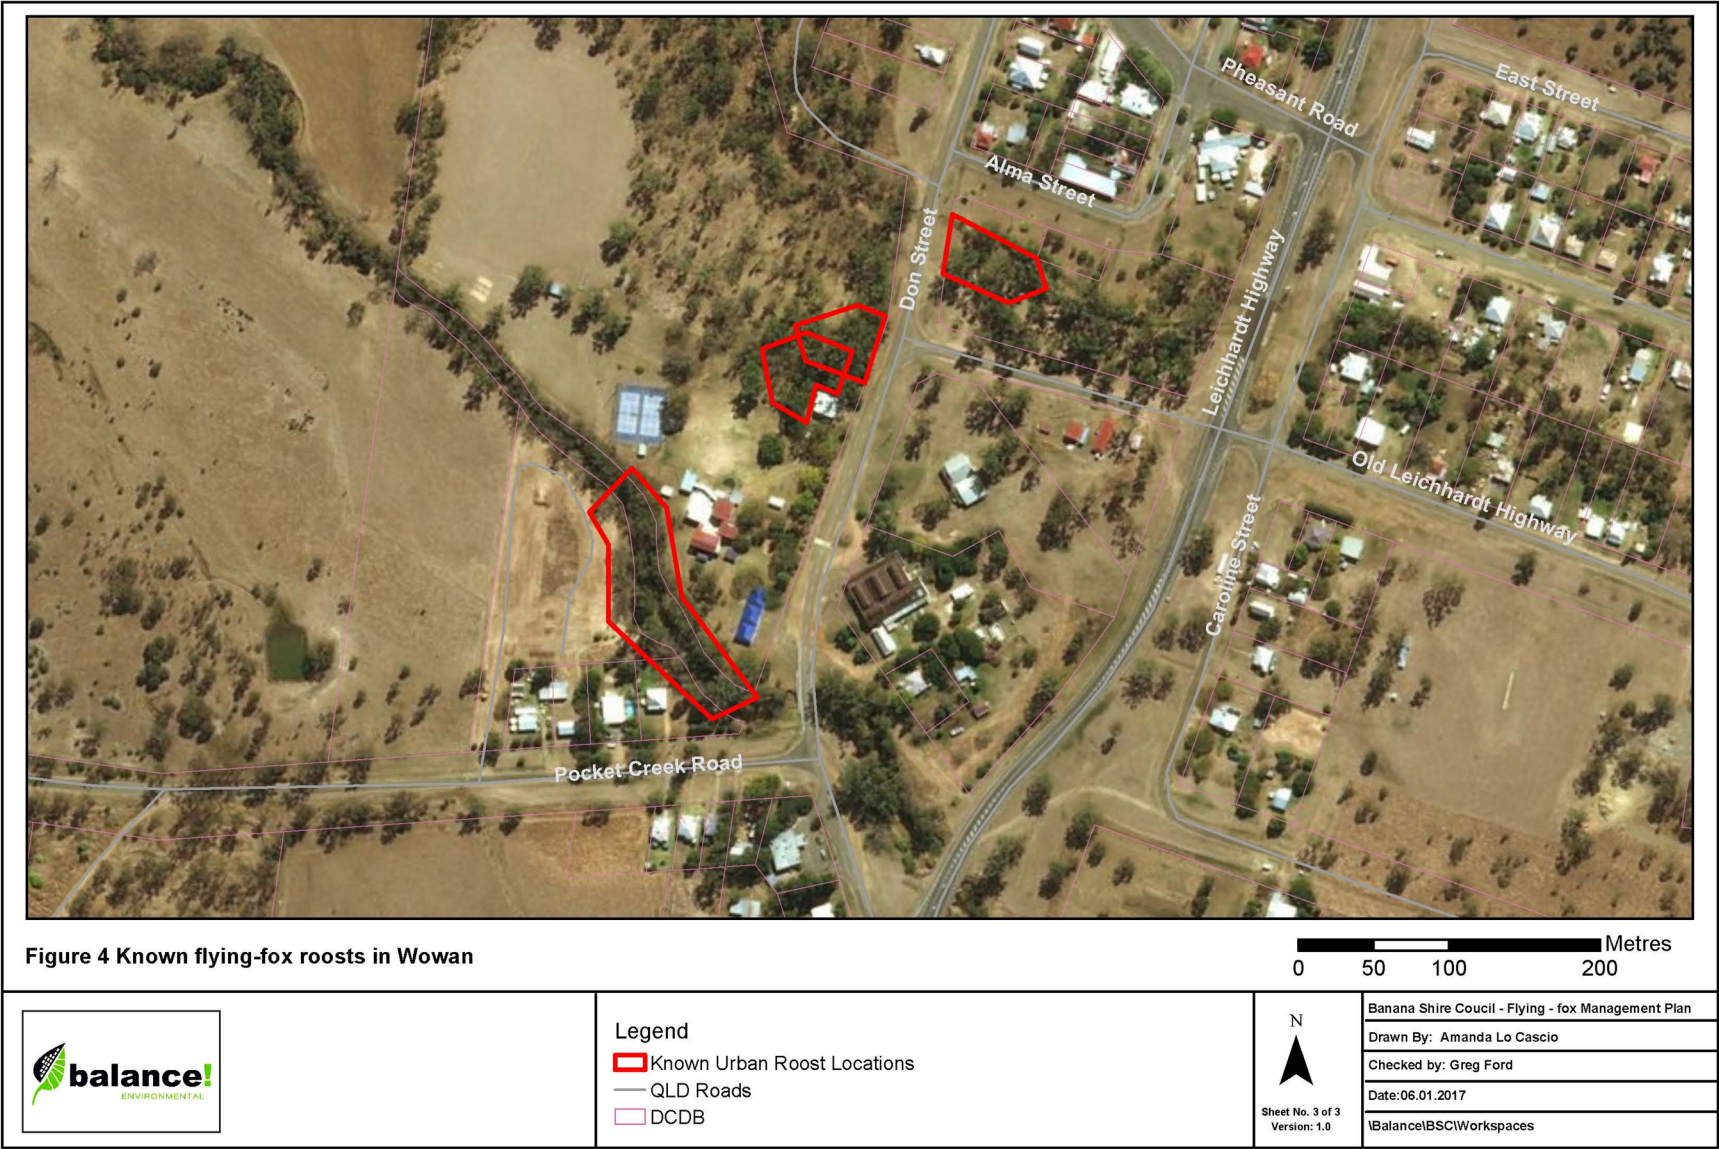 Pheasant Road
East Street
Alma Street
Don Street
Leichhardt Highway
Old Leichhardt Highway
Caroline Street
Pocket Creek Road
Figure 4 Known flying-fox roosts in Wowan
Metres
0 50 100 200
balance!
ENVIRONMENTAL
Legend
Known Urban Roost Locations
QLD Roads
DCDB
N
Sheet No. 3 of 3
Version: 1.0
Banana Shire Coucil - Flying - fox Management Plan
Drawn By: Amanda Lo Cascio
Checked by: Greg Ford
Date:06.01.2017
\Balance\BSC\Workspaces